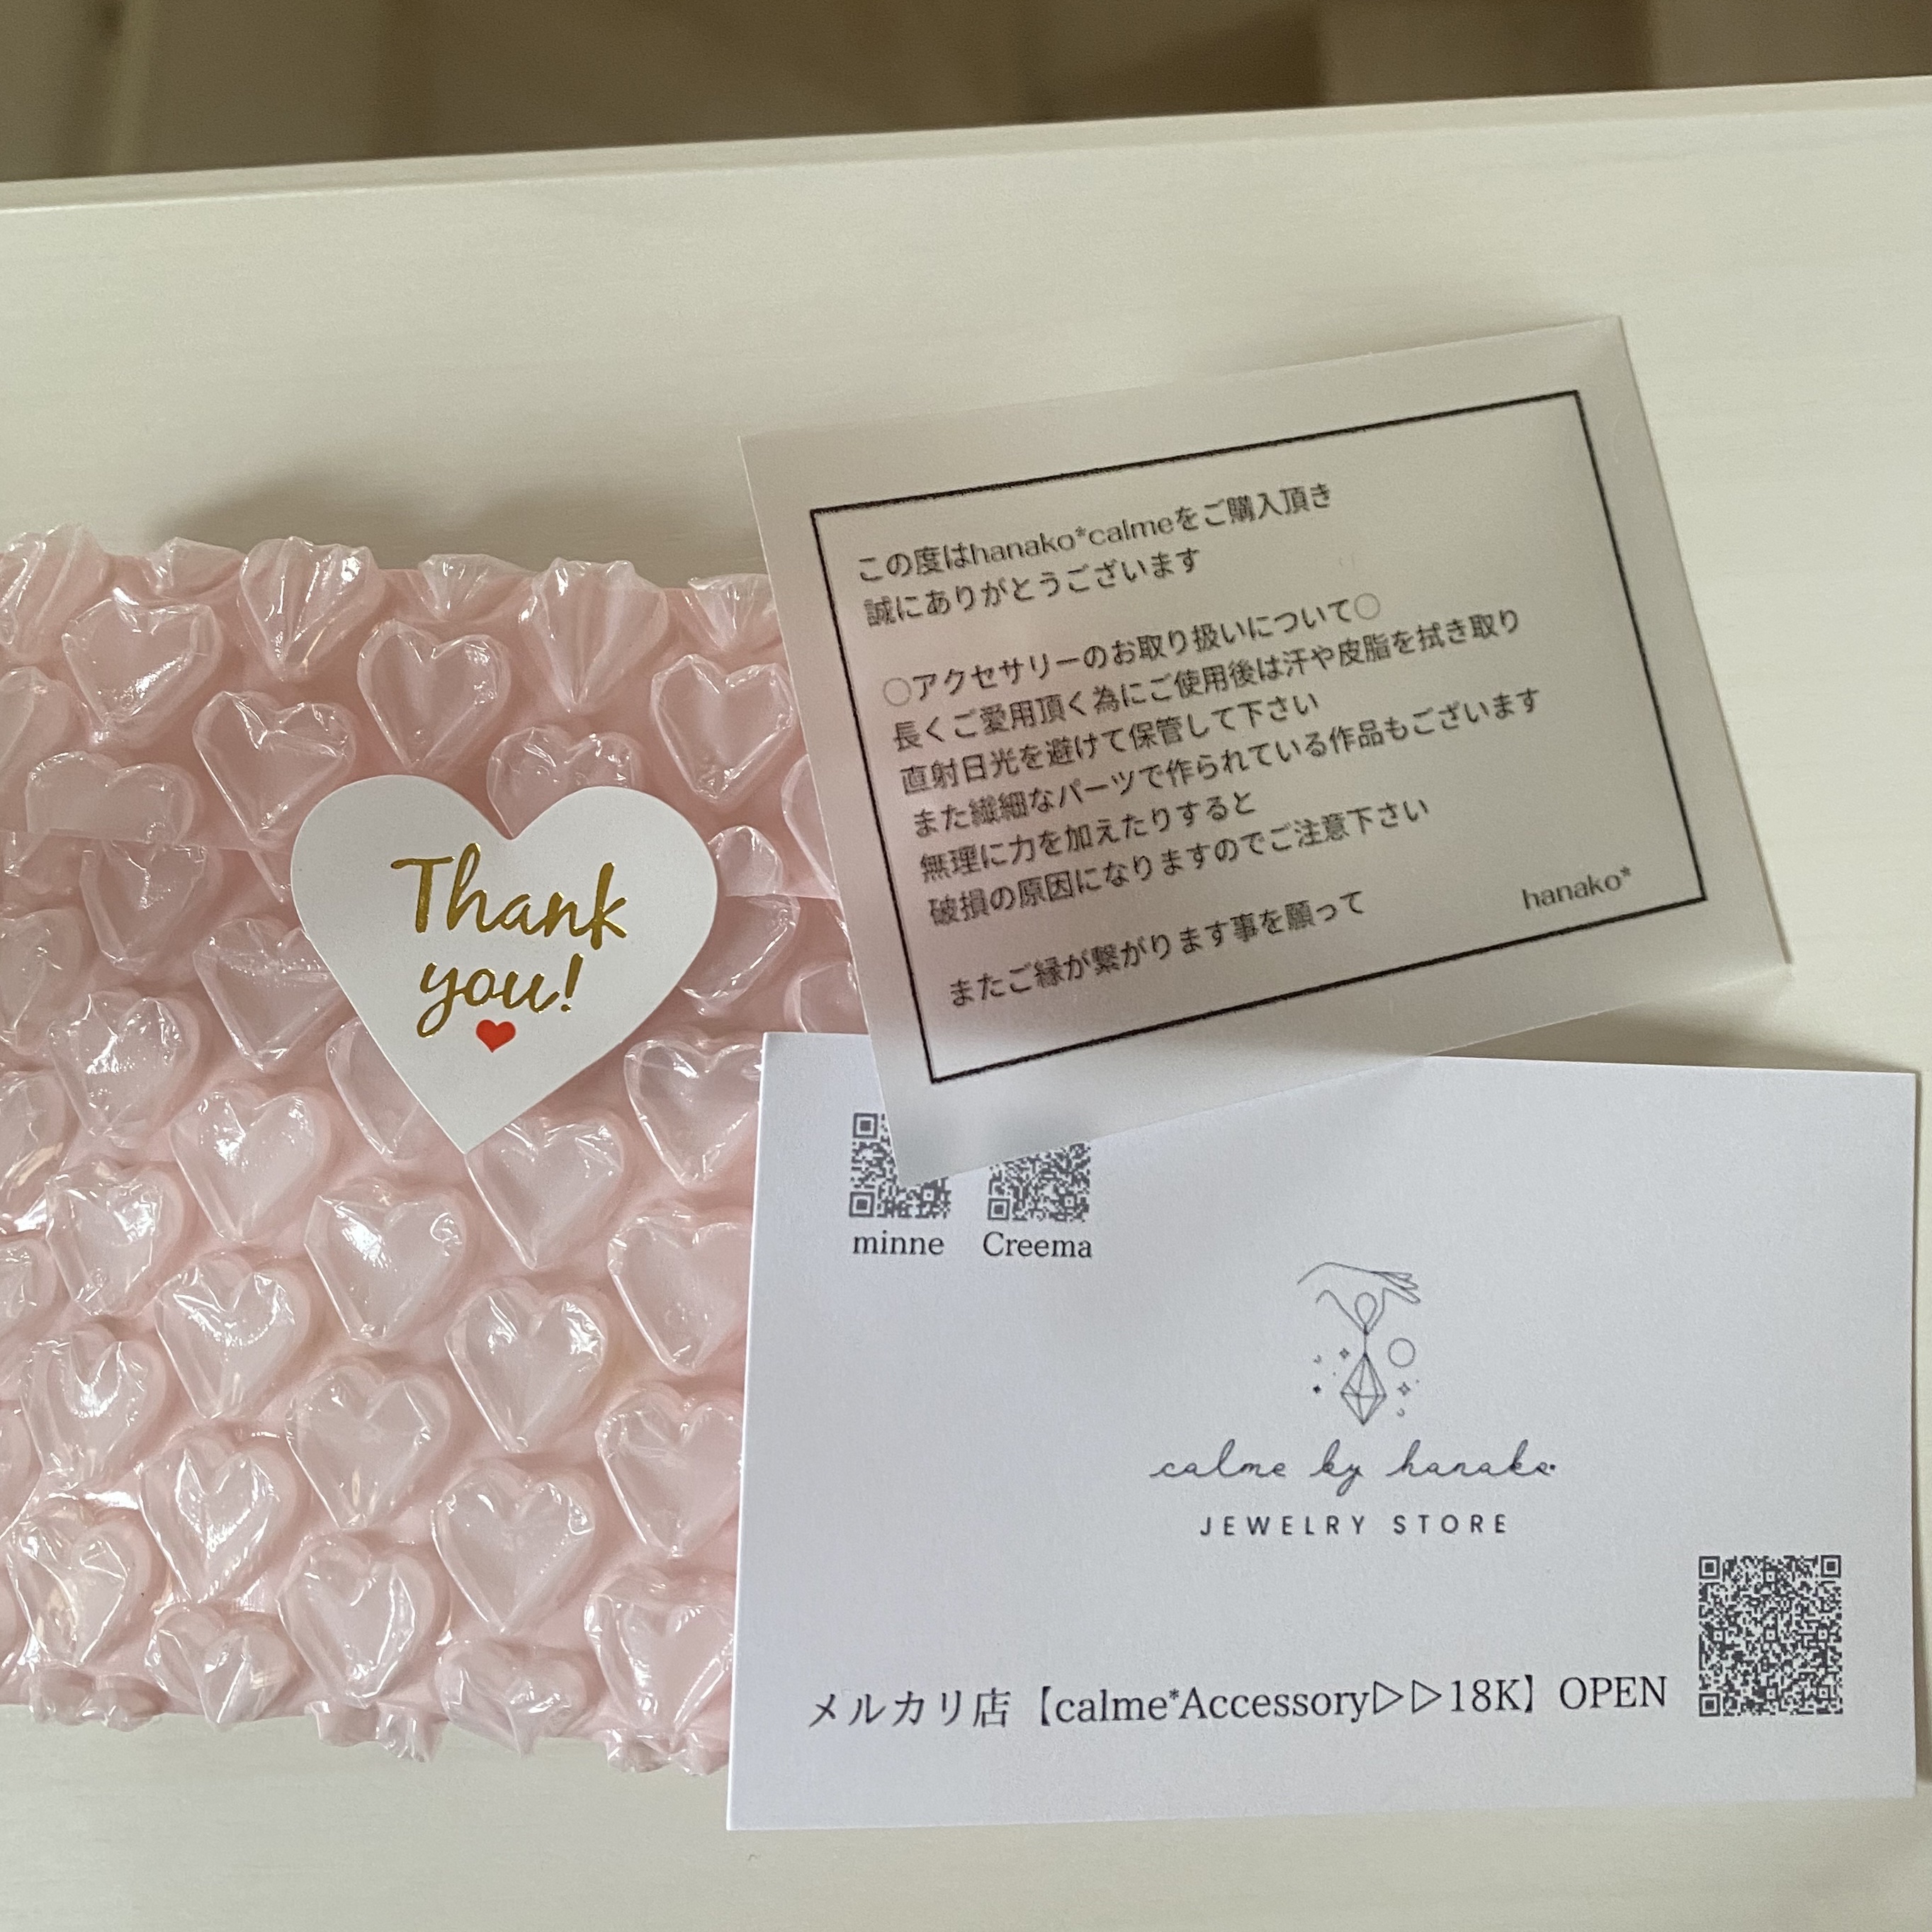 Thank
you!
この度はhanako*calmeをご購入頂き
誠にありがとうございます
〇アクセサリーのお取り扱いについて〇
長くご愛用頂く為にご使用後は汗や皮脂を拭き取り
直射日光を避けて保管して下さい
また繊細なパーツで作られている作品もございます
無理に力を加えたりすると
破損の原因になりますのでご注意下さい
またご縁が繋がります事を願って
hanako*
minne
Creema
calme by hanako*
JEWELRY STORE
メルカリ店【calme*Accessory▷▷18K】OPEN